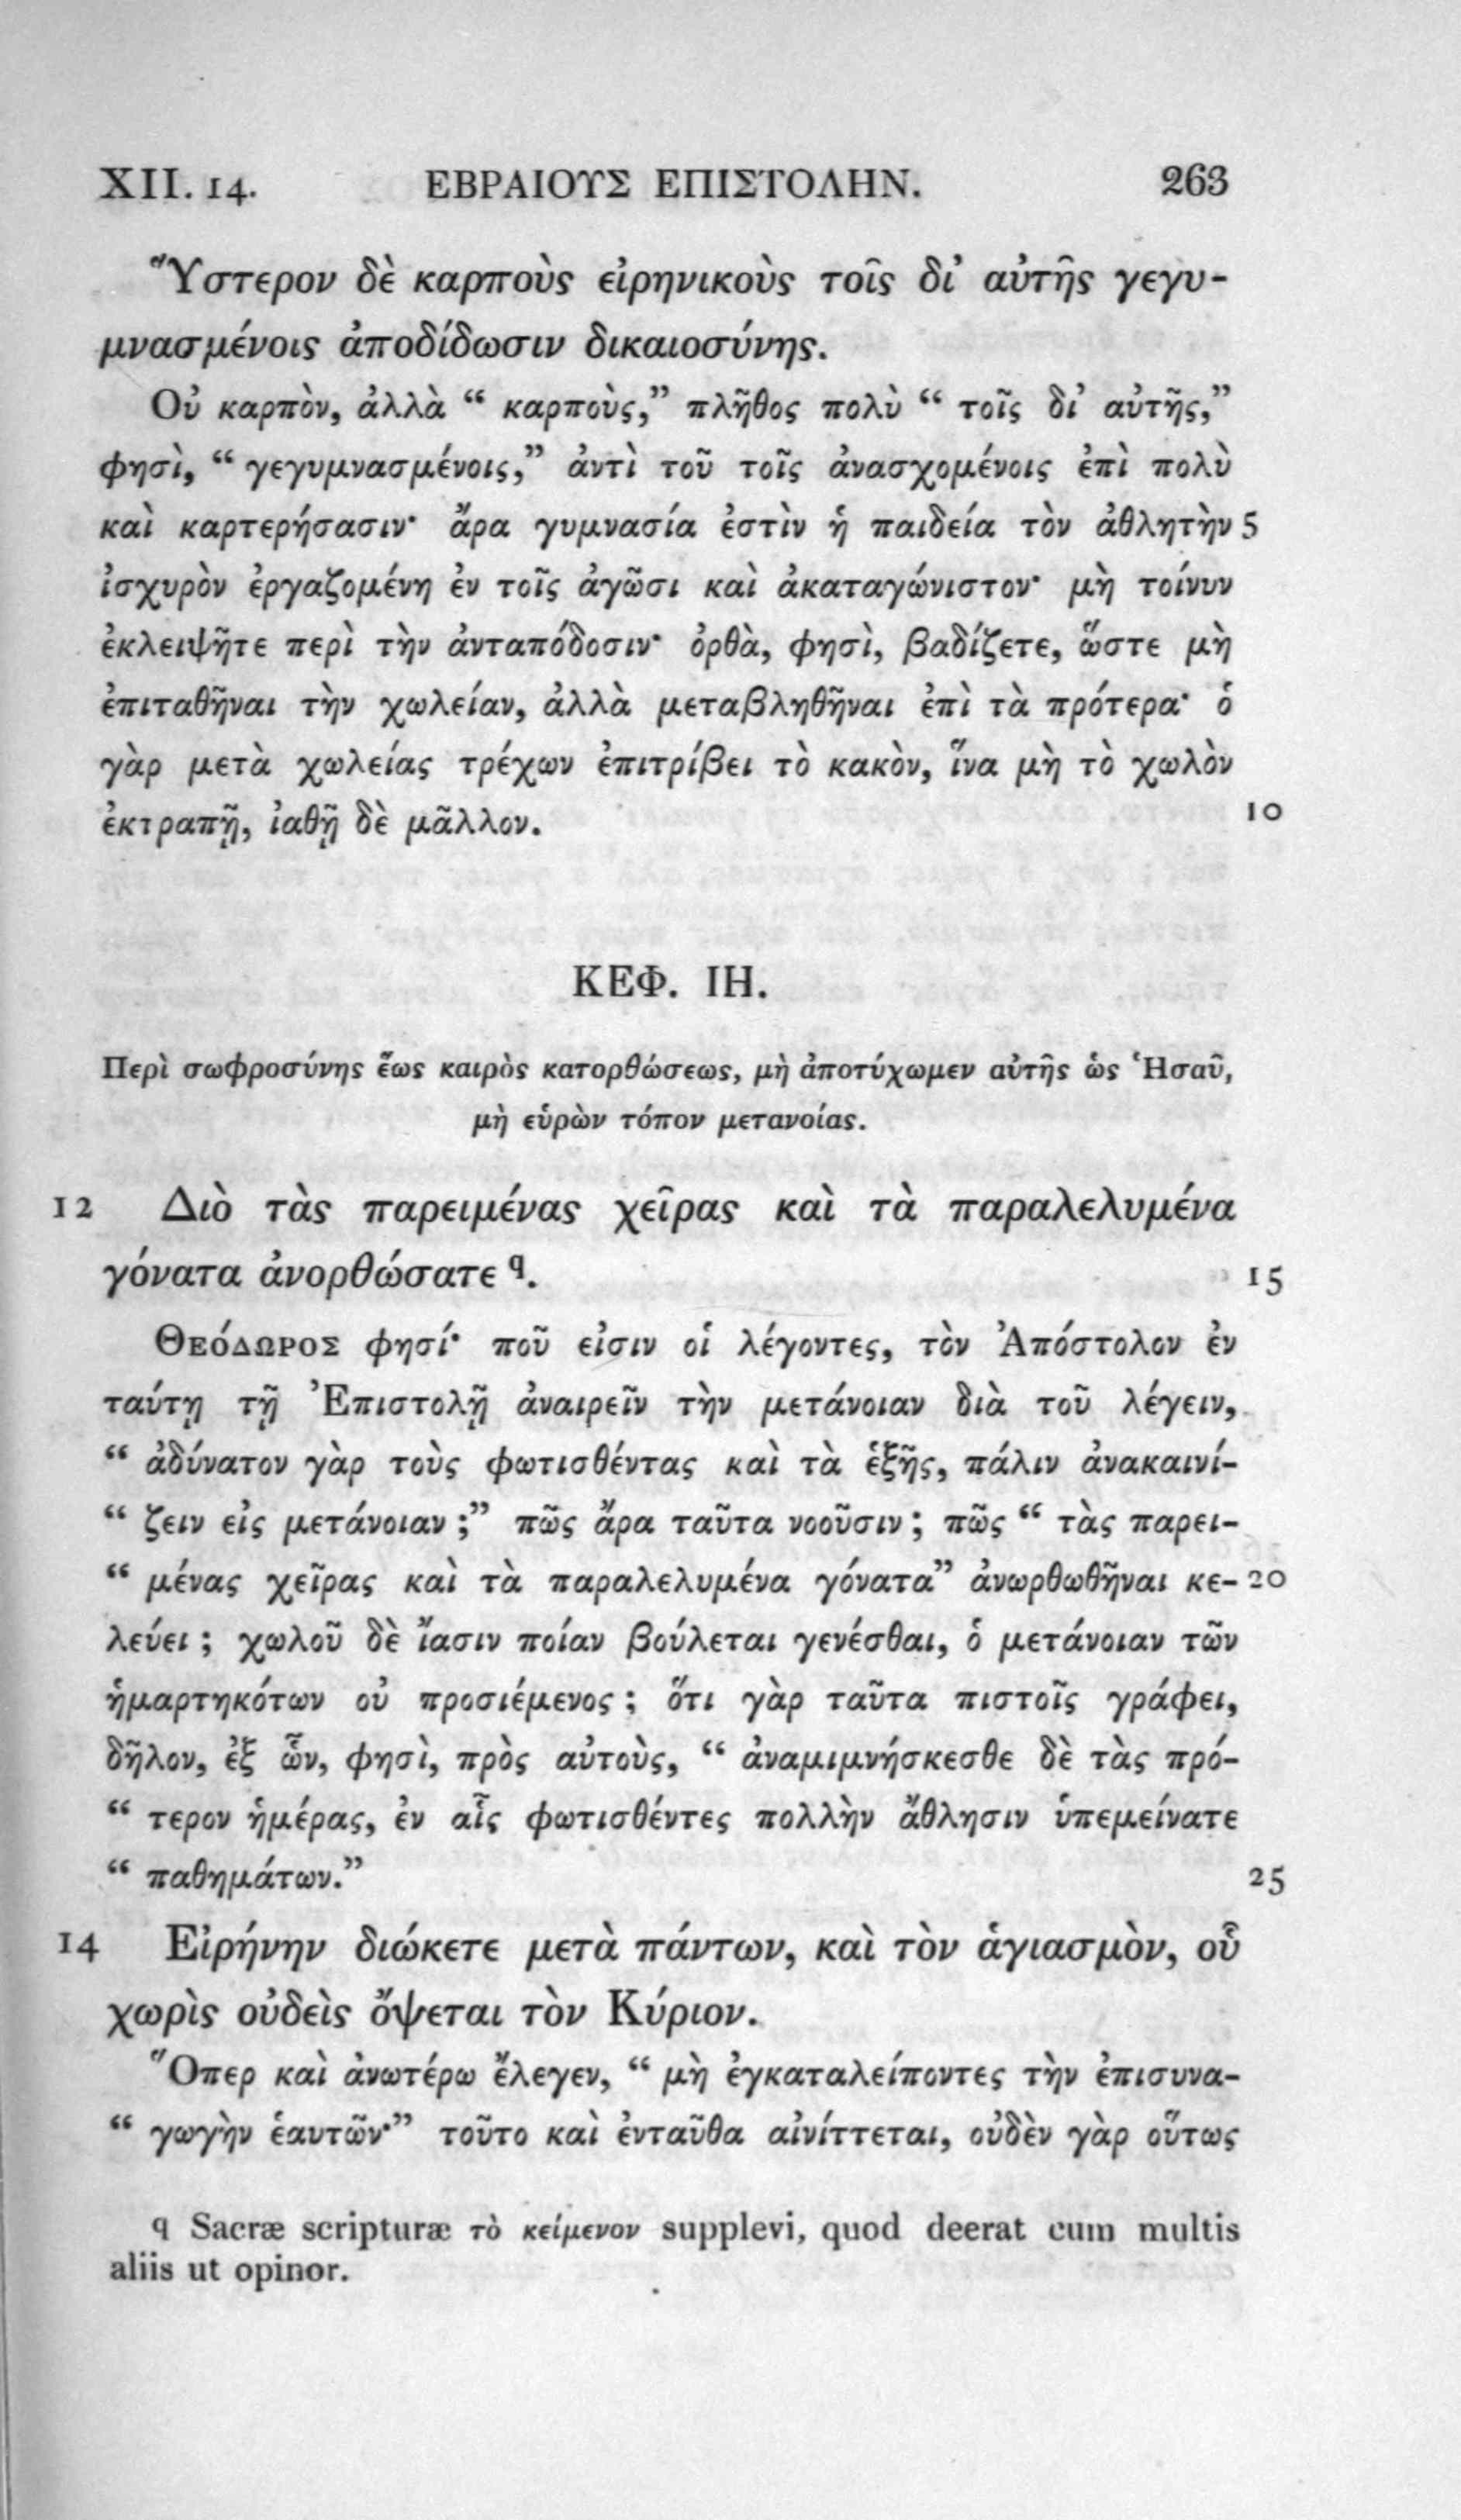 XII. 14. ΕΒΡΑΙΟΥΣ ΕΠΙΣΤΟΛΗΝ. 263
Ὕστερον δὲ καρποὺς εἰρηνικοὺς τοῖς δι᾽ αὐτῆς γεγυ-
μνασμένοις ἀποδίδωσιν δικαιοσύνης.
Οὐ καρπὸν, ἀλλὰ “ καρποὺς,” πλῆθος πολὺ “ τοῖς δι᾽ αὐτῆς,”
φησὶ, “ γεγυμνασμένοις,” ἀντὶ τοῦ τοῖς ἀνασχομένοις ἐπὶ πολὺ
καὶ καρτερήσασιν· ἄρα γυμνασία ἐστὶν ἡ παιδεία τὸν ἀθλητὴν 5
ἰσχυρὸν ἐργαζομένη ἐν τοῖς ἀγῶσι καὶ ἀκαταγώνιστον· μὴ τοίνυν
ἐκλειψῆτε περὶ τὴν ἀνταπόδοσιν· ὀρθὰ, φησὶ, βαδίζετε, ὥστε μὴ
ἐπιταθῆναι τὴν χωλείαν, ἀλλὰ μεταβληθῆναι ἐπὶ τὰ πρότερα· ὁ
γὰρ μετὰ χωλείας τρέχων ἐπιτρίβει τὸ κακὸν, ἵνα μὴ τὸ χωλὸν
ἐκτραπῇ, ἰαθῇ δὲ μᾶλλον. 10
ΚΕΦ. ΙΗ.
Περὶ σωφροσύνης ἕως καιρὸς κατορθώσεως, μὴ ἀποτύχωμεν αὐτῆς ὡς Ἡσαῦ,
μὴ εὑρὼν τόπον μετανοίας.
12 Διὸ τὰς παρειμένας χεῖρας καὶ τὰ παραλελυμένα
γόνατα ἀνορθώσατε q. 15
ΘΕΌΔΩΡΟΣ φησί· ποῦ εἰσιν οἱ λέγοντες, τὸν Ἀπόστολον ἐν
ταύτῃ τῇ Ἐπιστολῇ ἀναιρεῖν τὴν μετάνοιαν διὰ τοῦ λέγειν,
“ ἀδύνατον γὰρ τοὺς φωτισθέντας καὶ τὰ ἑξῆς, πάλιν ἀνακαινί-
“ ζειν εἰς μετάνοιαν ;” πῶς ἄρα ταῦτα νοοῦσιν ; πῶς “ τὰς παρει-
“ μένας χεῖρας καὶ τὰ παραλελυμένα γόνατα” ἀνωρθωθῆναι κε- 20
λεύει ; χωλοῦ δὲ ἴασιν ποίαν βούλεται γενέσθαι, ὁ μετάνοιαν τῶν
ἡμαρτηκότων οὐ προσιέμενος ; ὅτι γὰρ ταῦτα πιστοῖς γράφει,
δῆλον, ἐξ ὧν, φησὶ, πρὸς αὐτοὺς, “ ἀναμιμνήσκεσθε δὲ τὰς πρό-
“ τερον ἡμέρας, ἐν αἷς φωτισθέντες πολλὴν ἄθλησιν ὑπεμείνατε
“ παθημάτων.” 25
14 Εἰρήνην διώκετε μετὰ πάντων, καὶ τὸν ἁγιασμὸν, οὗ
χωρὶς οὐδεὶς ὄψεται τὸν Κύριον.
Ὅπερ καὶ ἀνωτέρω ἔλεγεν, “ μὴ ἐγκαταλείποντες τὴν ἐπισυνα-
“ γωγὴν ἑαυτῶν·” τοῦτο καὶ ἐνταῦθα αἰνίττεται, οὐδὲν γὰρ οὕτως
q Sacræ scripturæ τὸ κείμενον supplevi, quod deerat cum multis
aliis ut opinor.